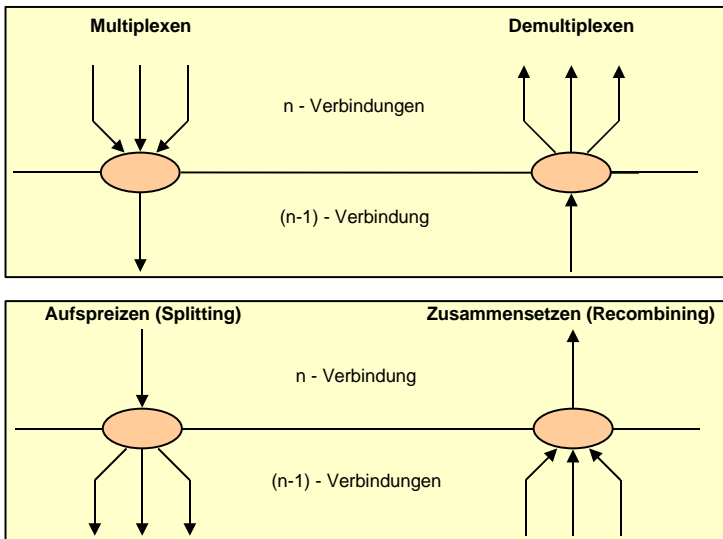 Multiplexen
Demultiplexen
n - Verbindungen
(n-1) - Verbindung
Aufspreizen (Splitting)
Zusammensetzen (Recombining)
n - Verbindung
(n-1) - Verbindungen